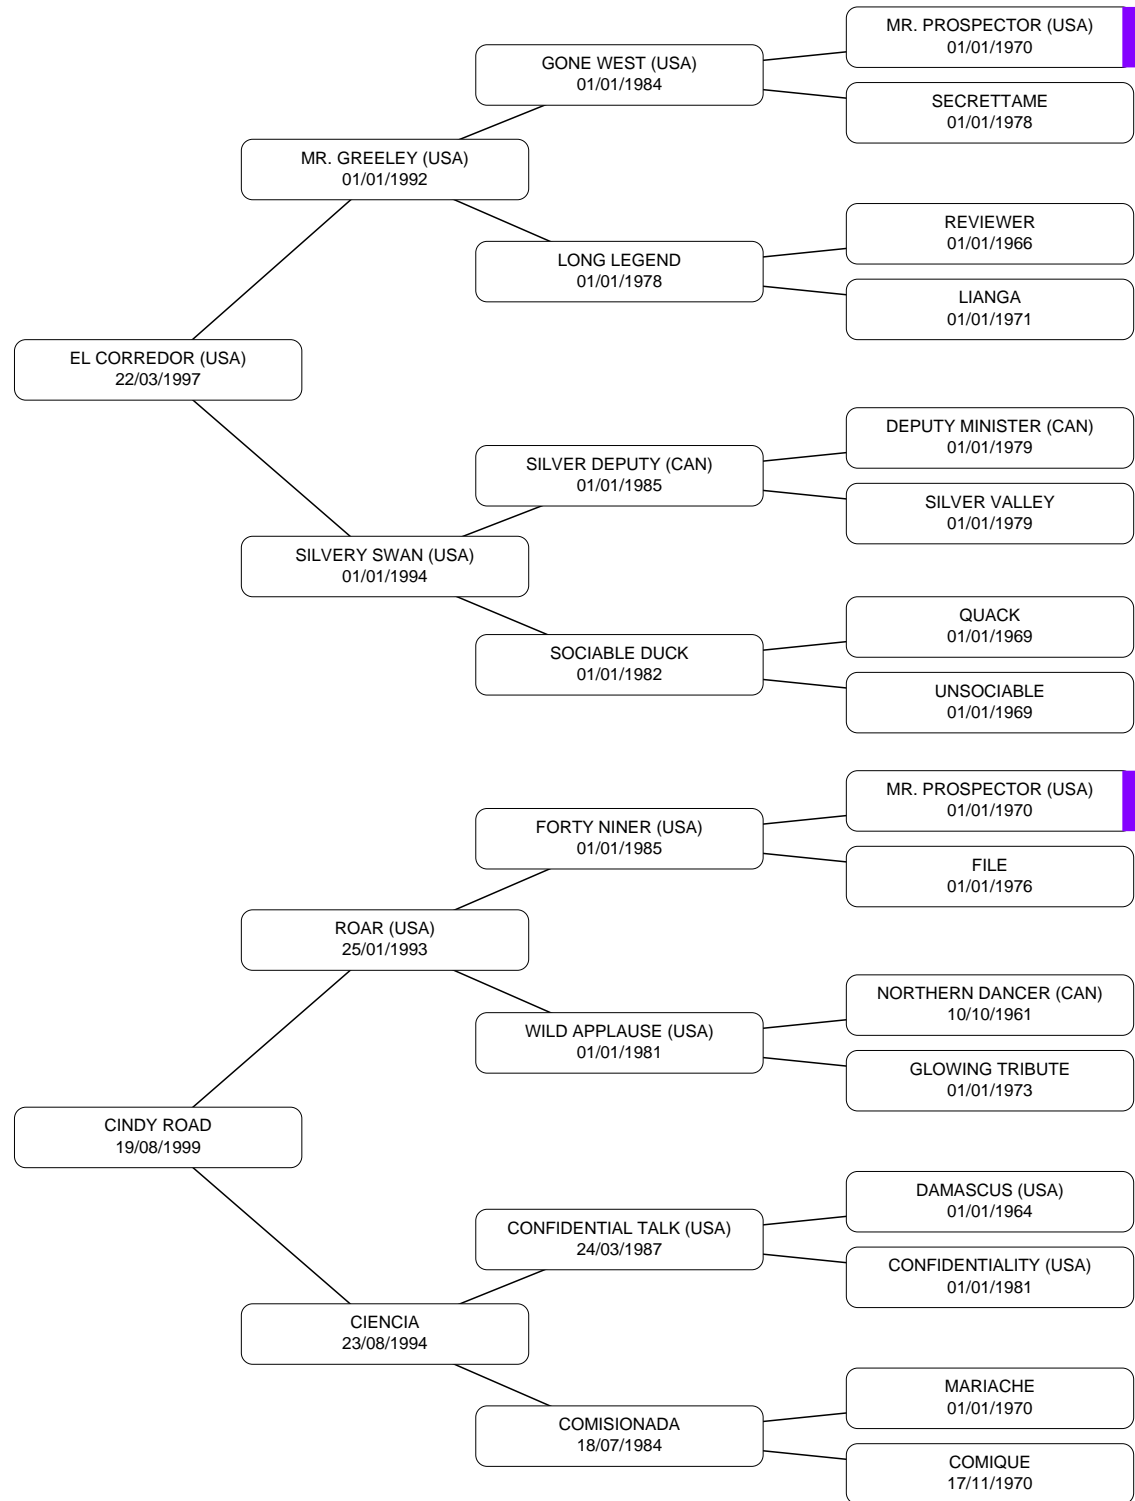 MR. PROSPECTOR (USA)
01/01/1970
GONE WEST (USA)
01/01/1984
SECRETTAME
01/01/1978
MR. GREELEY (USA)
01/01/1992
REVIEWER
01/01/1966
LONG LEGEND
01/01/1978
LIANGA
01/01/1971
EL CORREDOR (USA)
22/03/1997
DEPUTY MINISTER (CAN)
01/01/1979
SILVER DEPUTY (CAN)
01/01/1985
SILVER VALLEY
01/01/1979
SILVERY SWAN (USA)
01/01/1994
QUACK
01/01/1969
SOCIABLE DUCK
01/01/1982
UNSOCIABLE
01/01/1969
MR. PROSPECTOR (USA)
01/01/1970
FORTY NINER (USA)
01/01/1985
FILE
01/01/1976
ROAR (USA)
25/01/1993
NORTHERN DANCER (CAN)
10/10/1961
WILD APPLAUSE (USA)
01/01/1981
GLOWING TRIBUTE
01/01/1973
CINDY ROAD
19/08/1999
DAMASCUS (USA)
01/01/1964
CONFIDENTIAL TALK (USA)
24/03/1987
CONFIDENTIALITY (USA)
01/01/1981
CIENCIA
23/08/1994
MARIACHE
01/01/1970
COMISIONADA
18/07/1984
COMIQUE
17/11/1970